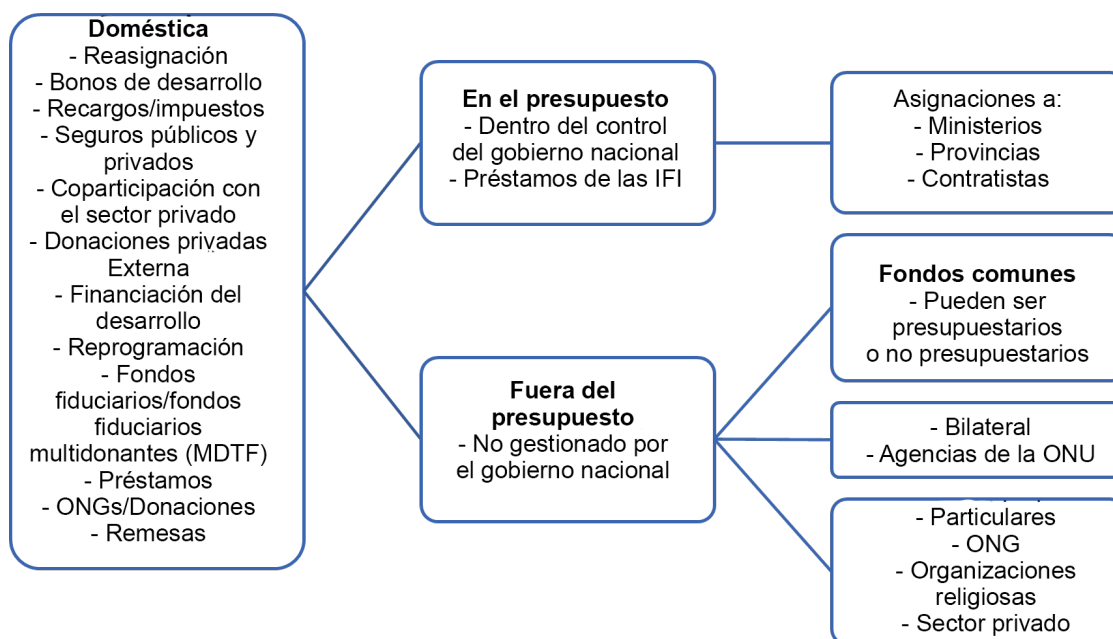 Doméstica
- Reasignación
- Bonos de desarrollo
- Recargos/impuestos
- Seguros públicos y
privados
- Coparticipación con
el sector privado
- Donaciones privadas
Externa
- Financiación del
desarrollo
- Reprogramación
- Fondos
fiduciarios/fondos
fiduciarios
multidonantes (MDTF)
- Préstamos
- ONGs/Donaciones
- Remesas
En el presupuesto
- Dentro del control
del gobierno nacional
- Préstamos de las IFI
Fuera del
presupuesto
- No gestionado por
el gobierno nacional
Asignaciones a:
- Ministerios
- Provincias
- Contratistas
Fondos comunes
- Pueden ser
presupuestarios
o no presupuestarios
- Bilateral
- Agencias de la ONU
- Particulares
- ONG
- Organizaciones
religiosas
- Sector privado